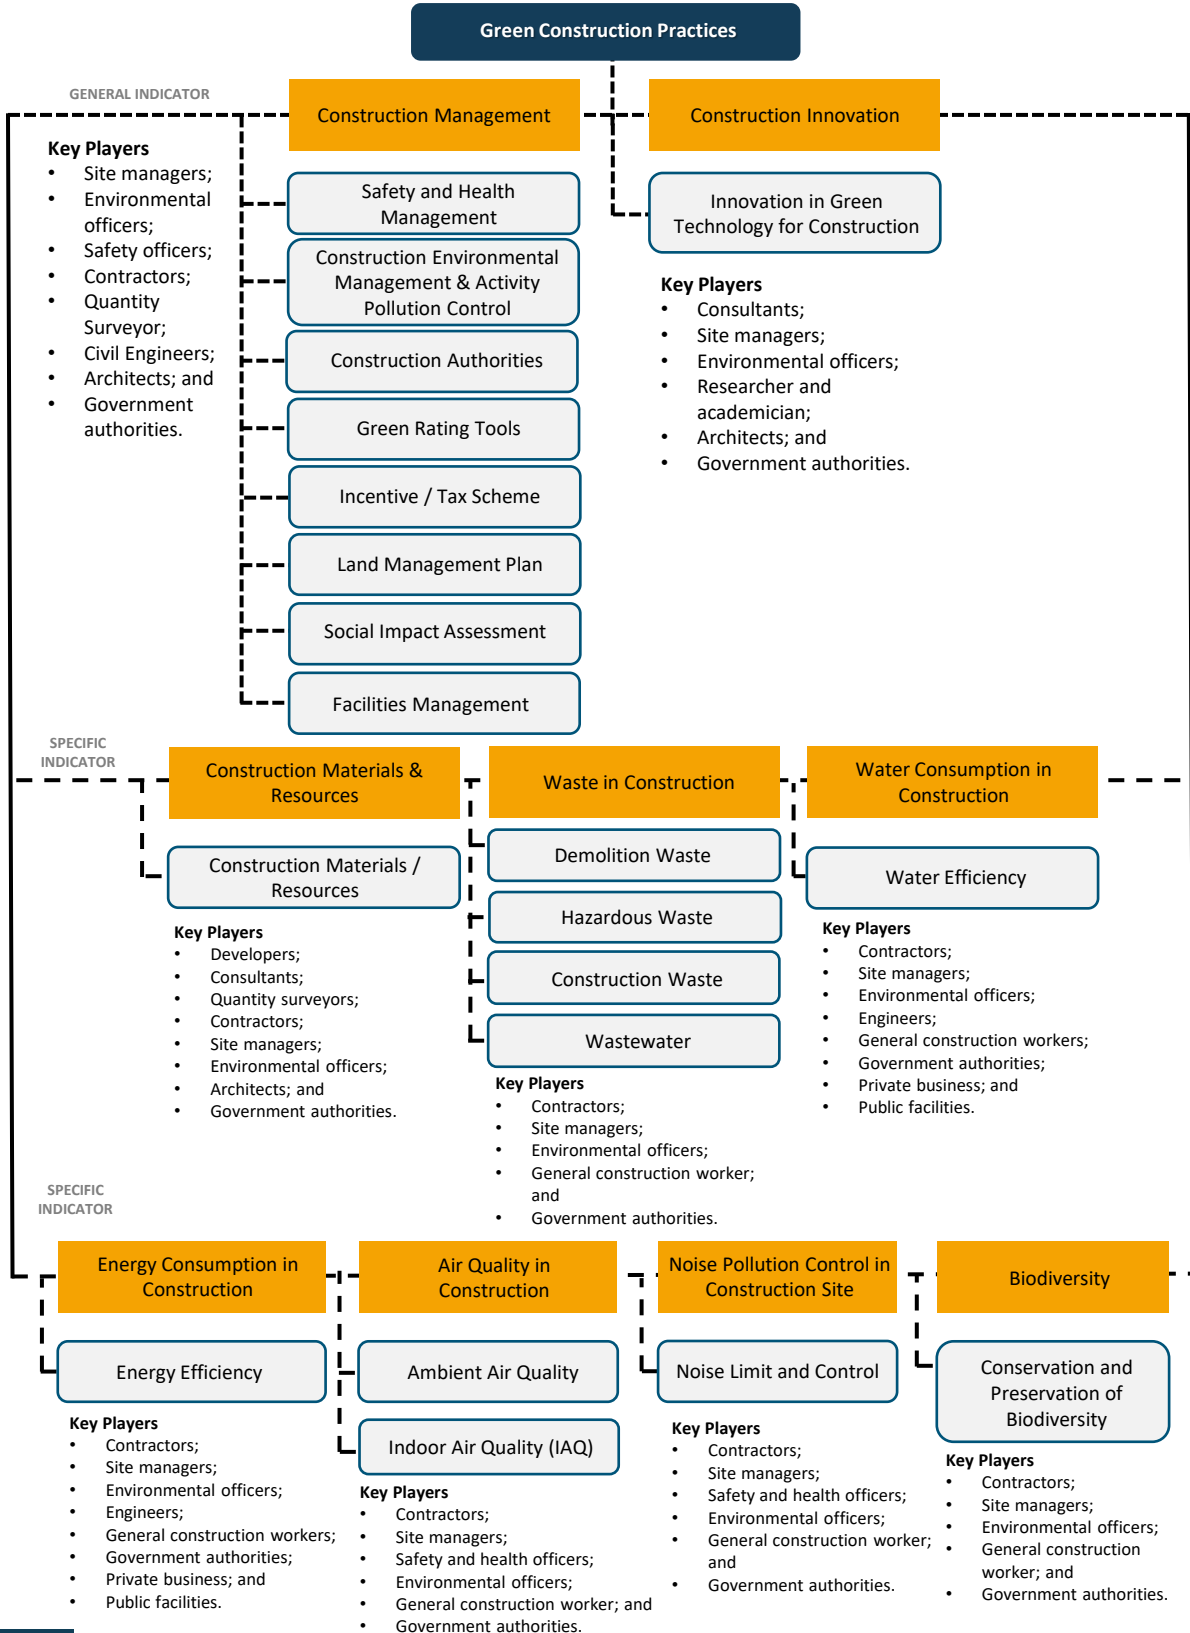 Green Construction Practices
GENERAL INDICATOR
Construction Management
Construction Innovation
Key Players
• Site managers;
• Environmental
officers;
• Safety officers;
• Contractors;
• Quantity
Surveyor;
• Civil Engineers;
• Architects; and
• Government
authorities.
Safety and Health
Management
Construction Environmental
Management & Activity
Pollution Control
Construction Authorities
Green Rating Tools
Incentive / Tax Scheme
Land Management Plan
Social Impact Assessment
Facilities Management
Innovation in Green
Technology for Construction
Key Players
• Consultants;
• Site managers;
• Environmental officers;
• Researcher and
academician;
• Architects; and
• Government authorities.
SPECIFIC
INDICATOR
Construction Materials &
Resources
Construction Materials /
Resources
Key Players
• Developers;
• Consultants;
• Quantity surveyors;
• Contractors;
• Site managers;
• Environmental officers;
• Architects; and
• Government authorities.
Waste in Construction
Demolition Waste
Hazardous Waste
Construction Waste
Wastewater
Key Players
• Contractors;
• Site managers;
• Environmental officers;
• General construction worker;
and
• Government authorities.
Water Consumption in
Construction
Water Efficiency
Key Players
• Contractors;
• Site managers;
• Environmental officers;
• Engineers;
• General construction workers;
• Government authorities;
• Private business; and
• Public facilities.
SPECIFIC
INDICATOR
Energy Consumption in
Construction
Energy Efficiency
Key Players
• Contractors;
• Site managers;
• Environmental officers;
• Engineers;
• General construction workers;
• Government authorities;
• Private business; and
• Public facilities.
Air Quality in
Construction
Ambient Air Quality
Indoor Air Quality (IAQ)
Key Players
• Contractors;
• Site managers;
• Safety and health officers;
• Environmental officers;
• General construction worker; and
• Government authorities.
Noise Pollution Control in
Construction Site
Noise Limit and Control
Key Players
• Contractors;
• Site managers;
• Safety and health officers;
• Environmental officers;
• General construction worker;
and
• Government authorities.
Biodiversity
Conservation and
Preservation of
Biodiversity
Key Players
• Contractors;
• Site managers;
• Environmental officers;
• General construction
worker; and
• Government authorities.